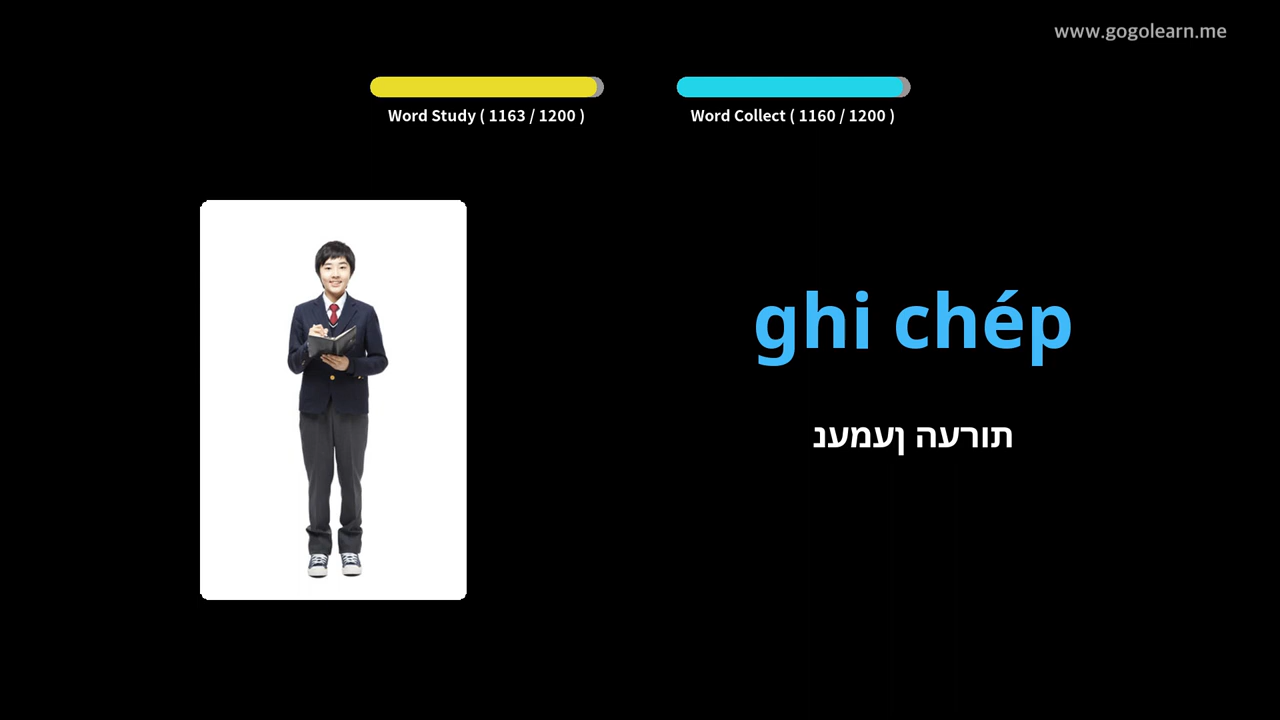 www.gogolearn.me
Word Study ( 1163 / 1200 )
Word Collect ( 1160 / 1200 )
ghi chép
תורעה ןעמענ